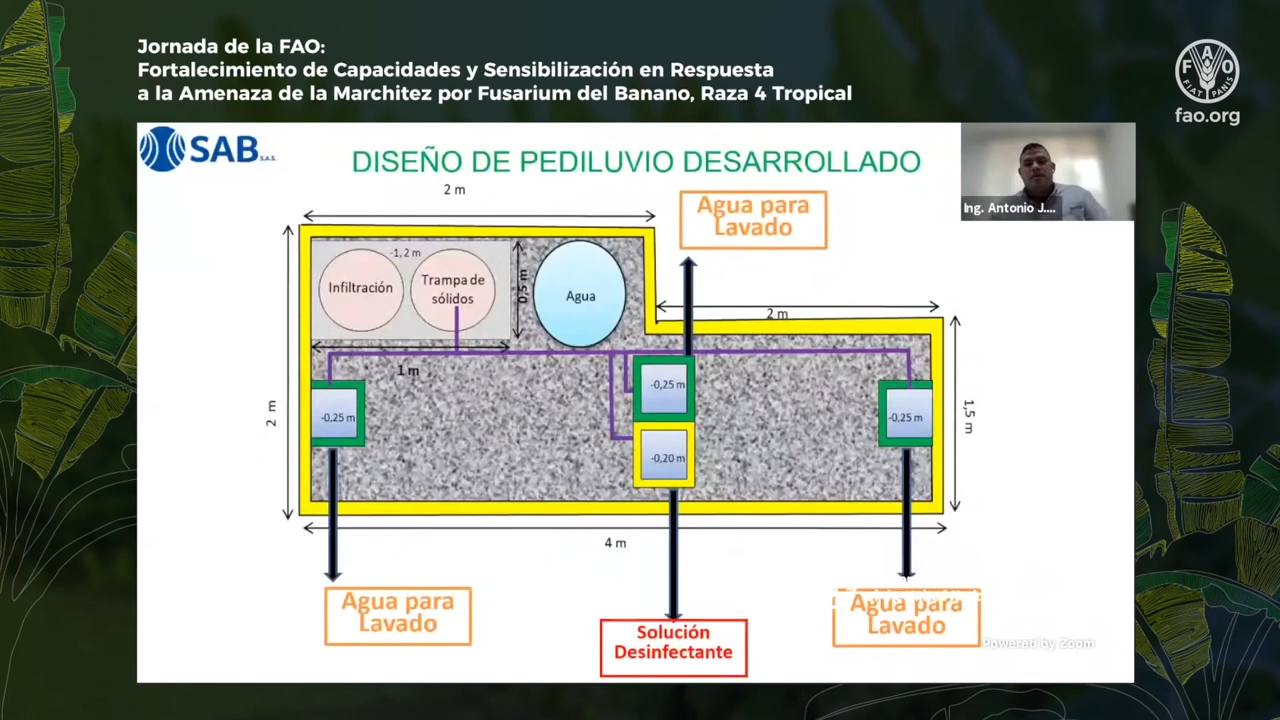 Jornada de la FAO:
Fortalecimiento de Capacidades y Sensibilización en Respuesta
a la Amenaza de la Marchitez por Fusarium del Banano, Raza 4 Tropical
FAO
FIAT PANIS
fao.org
SAB S.A.S.
DISEÑO DE PEDILUVIO DESARROLLADO
Ing. Antonio J....
2 m
Agua para
Lavado
-1, 2 m
Infiltración
Trampa de
sólidos
0,5 m
Agua
2 m
1 m
-0,25 m
-0,25 m
-0,25 m
-0,20 m
2 m
1,5 m
4 m
Agua para
Lavado
Solución
Desinfectante
Agua para
Lavado
Powered by Zoom